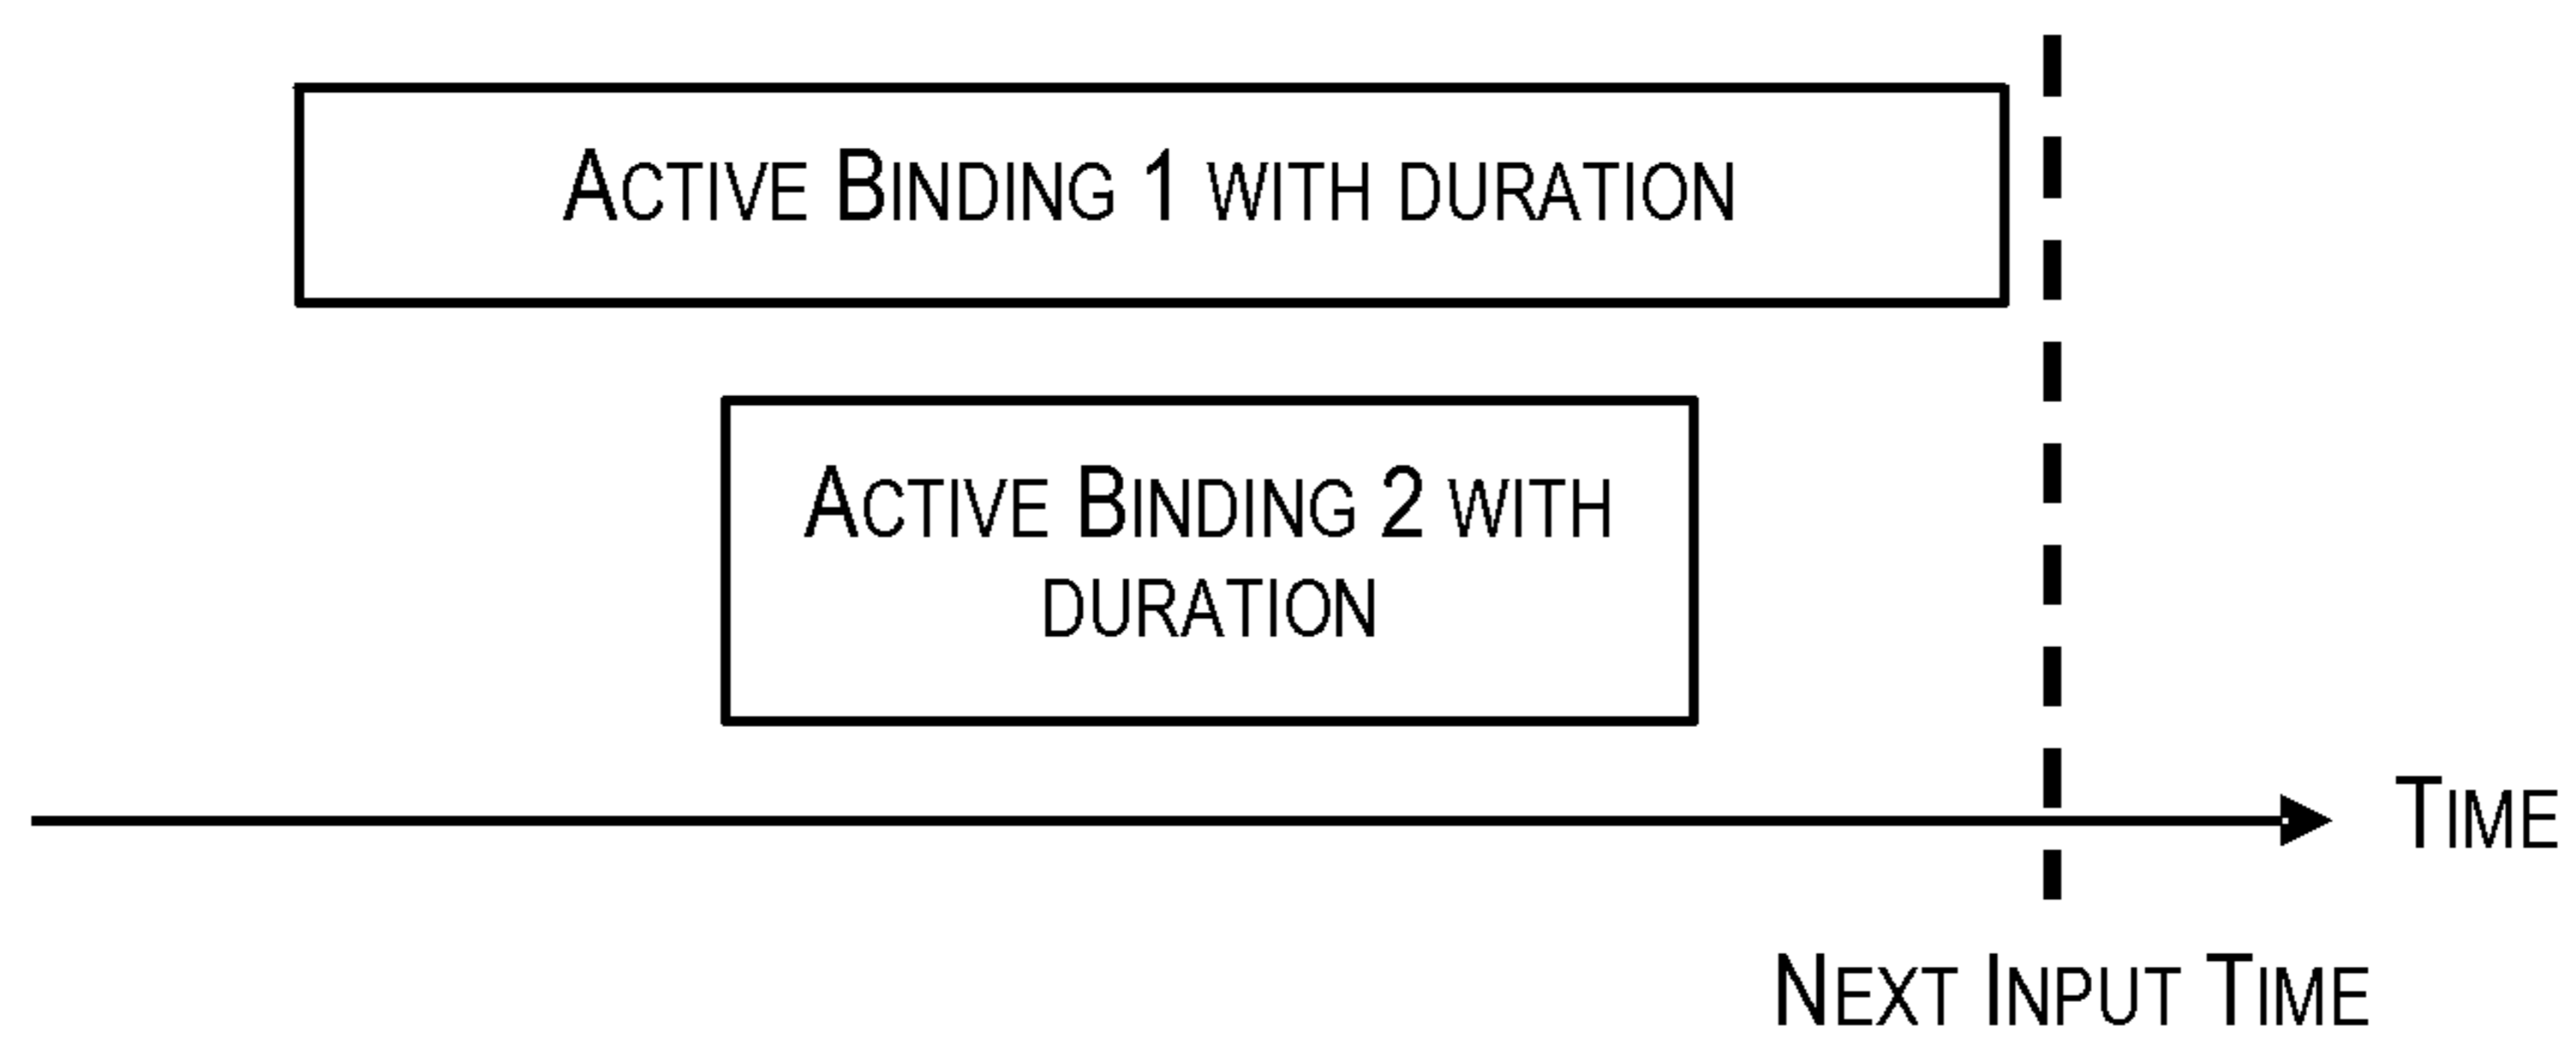 ACTIVE BINDING 1 WITH DURATION
ACTIVE BINDING 2 WITH
DURATION
TIME
NEXT INPUT TIME